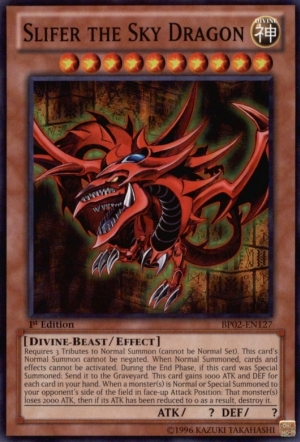 SLIFER THE SKY DRAGON
DIVINE
神
1st Edition
BP02-EN127
[DIVINE-BEAST/EFFECT]
Requires 3 Tributes to Normal Summon (cannot be Normal Set). This card's
Normal Summon cannot be negated. When Normal Summoned, cards and
effects cannot be activated. During the End Phase, if this card was Special
Summoned: Send it to the Graveyard. This card gains 1000 ATK and DEF for
each card in your hand. When a monster(s) is Normal or Special Summoned to
your opponent's side of the field in face-up Attack Position: That monster(s)
loses 2000 ATK, then if its ATK has been reduced to 0 as a result, destroy it.
ATK/ ? DEF/ ?
©1996 KAZUKI TAKAHASHI